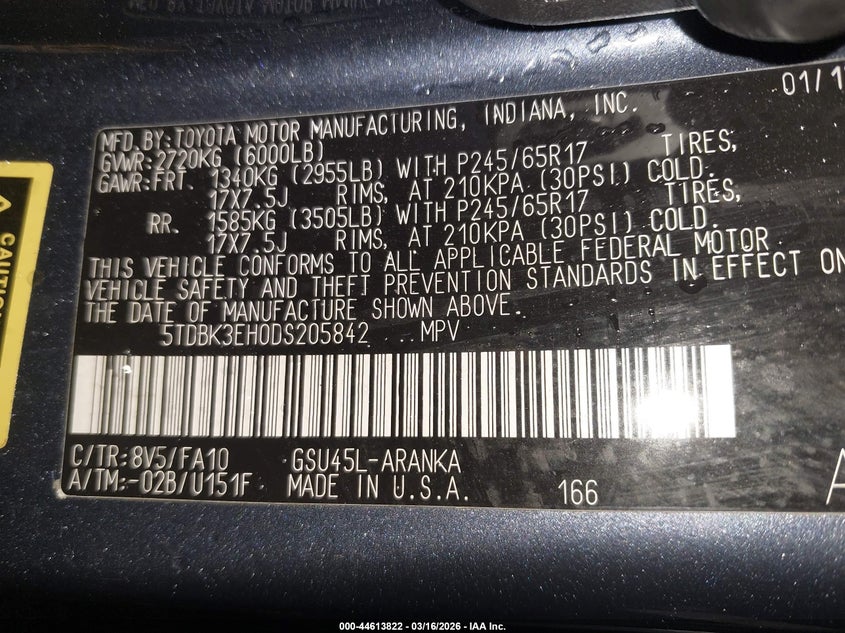 01/1
MFD.BY:TOYOTA MOTOR MANUFACTURING, INDIANA, INC.
GVWR:2720KG (6000LB)
GAWR:FRT. 1340KG (2955LB) WITH P245/65R17 TIRES,
17X7.5J RIMS, AT 210KPA (30PSI) COLD.
RR. 1585KG (3505LB) WITH P245/65R17 TIRES,
17X7.5J RIMS, AT 210KPA (30PSI) COLD.
THIS VEHICLE CONFORMS TO ALL APPLICABLE FEDERAL MOTOR
VEHICLE SAFETY AND THEFT PREVENTION STANDARDS IN EFFECT ON
THE DATE OF MANUFACTURE SHOWN ABOVE.
5TDBK3EH0DS205842 MPV
C/TR:8V5/FA10 GSU45L-ARANKA
A/TM:-02B/U151F MADE IN U.S.A. 166 A
CAUTION
000-44613822 - 03/16/2026 - IAA Inc.